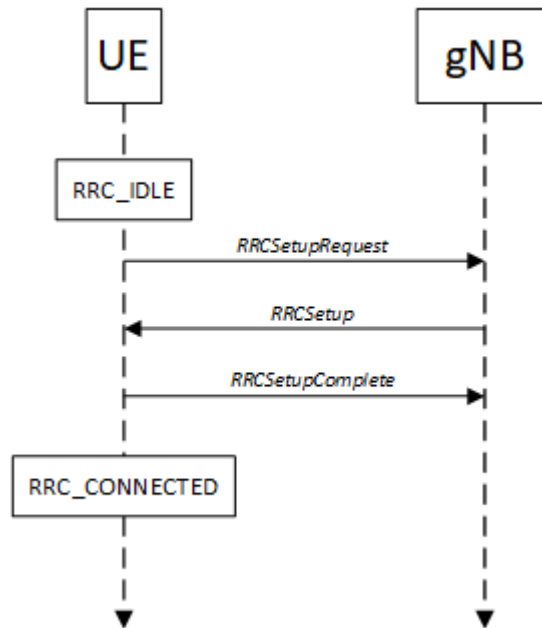 UE
gNB
RRC_IDLE
RRCSetupRequest
RRCSetup
RRCSetupComplete
RRC_CONNECTED